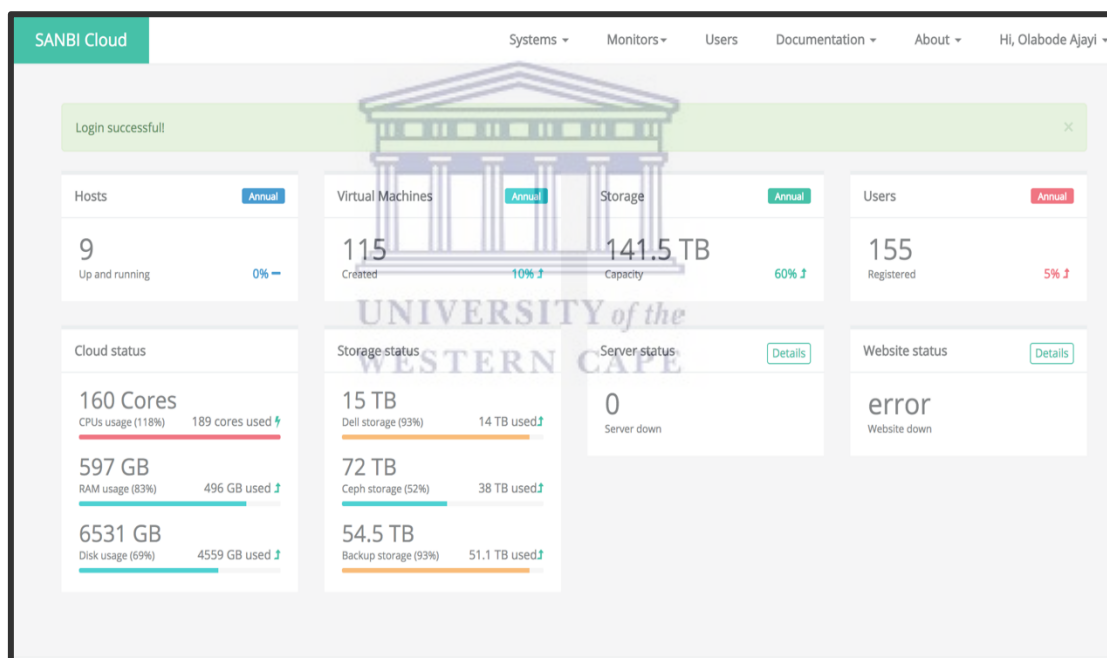 SANBI Cloud
Systems
Monitors
Users
Documentation
About
Hi, Olabode Ajayi
Login successful!
×
Hosts
Annual
9
Up and running
0%
Virtual Machines
Annual
115
Created
10%
Storage
Annual
141.5 TB
Capacity
60%
Users
Annual
155
Registered
5%
UNIVERSITY of the
WESTERN CAPE
Cloud status
160 Cores
CPUs usage (118%)
189 cores used
597 GB
RAM usage (83%)
496 GB used
6531 GB
Disk usage (69%)
4559 GB used
Storage status
15 TB
Dell storage (93%)
14 TB used
72 TB
Ceph storage (52%)
38 TB used
54.5 TB
Backup storage (93%)
51.1 TB used
Server status
Details
0
Server down
Website status
Details
error
Website down